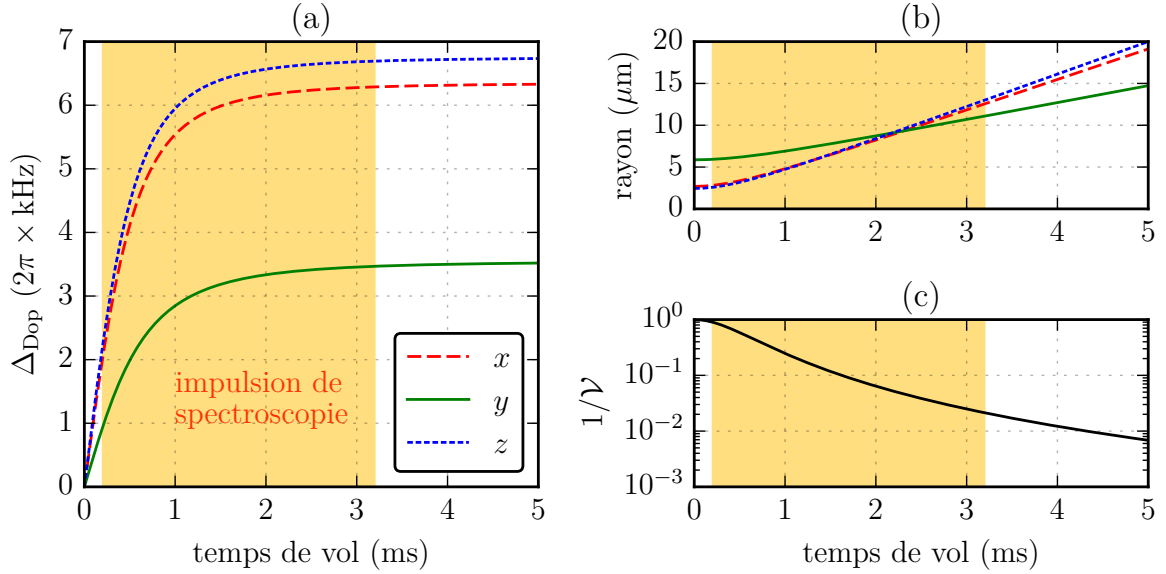 (a)
Δ_Dop (2π × kHz)
7
6
5
4
3
2
1
0
impulsion de
spectroscopie
x
y
z
0 1 2 3 4 5
temps de vol (ms)
(b)
rayon (μm)
20
15
10
5
0
0 1 2 3 4 5
(c)
1/𝒱
10⁰
10⁻¹
10⁻²
10⁻³
0 1 2 3 4 5
temps de vol (ms)